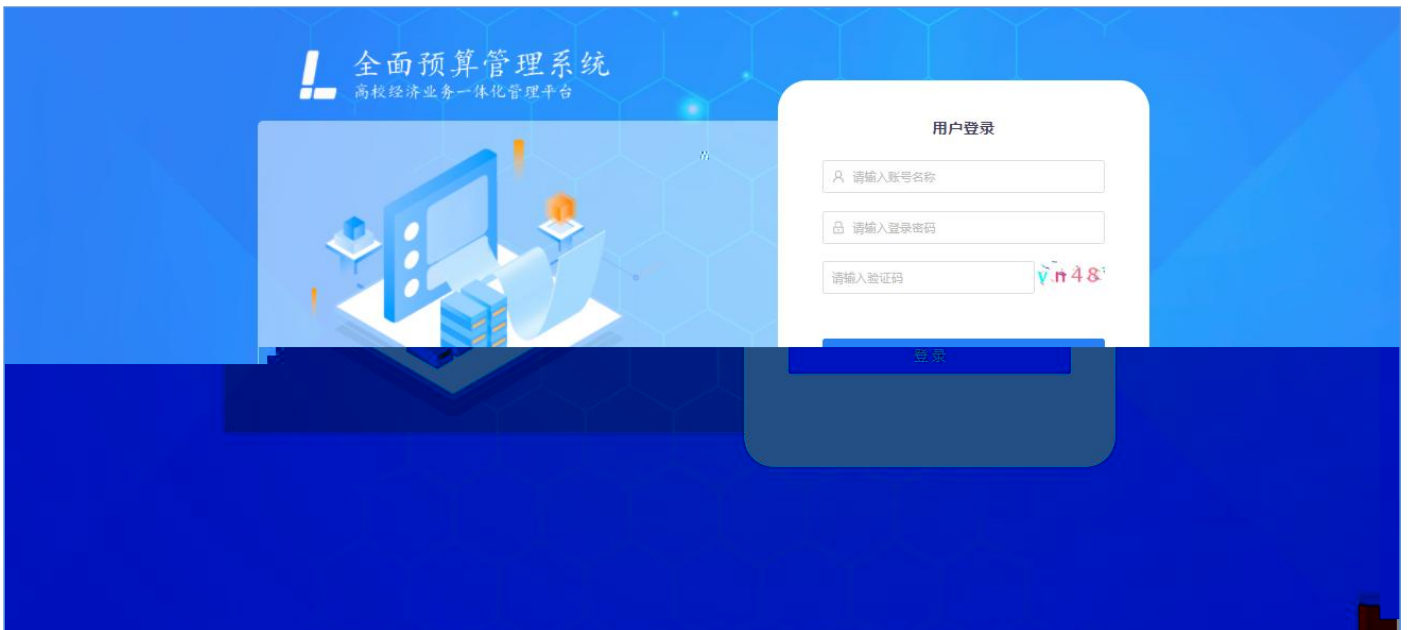 全面预算管理系统
高校经济业务一体化管理平台
用户登录
请输入账号名称
请输入登录密码
请输入验证码
yn48
登录